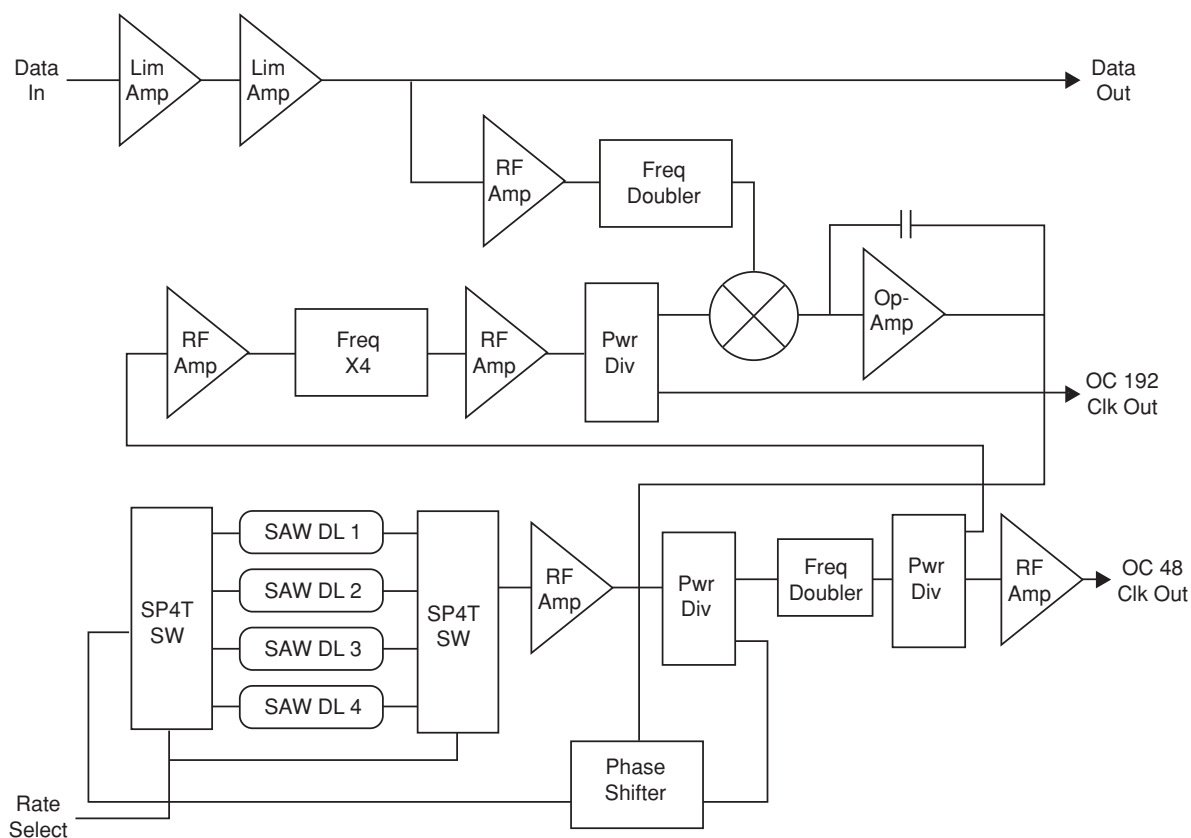 Data
In
Lim
Amp
Lim
Amp
Data
Out
RF
Amp
Freq
Doubler
RF
Amp
Freq
X4
RF
Amp
Pwr
Div
Op-
Amp
OC 192
Clk Out
SP4T
SW
SAW DL 1
SAW DL 2
SAW DL 3
SAW DL 4
SP4T
SW
RF
Amp
Pwr
Div
Freq
Doubler
Pwr
Div
RF
Amp
OC 48
Clk Out
Phase
Shifter
Rate
Select